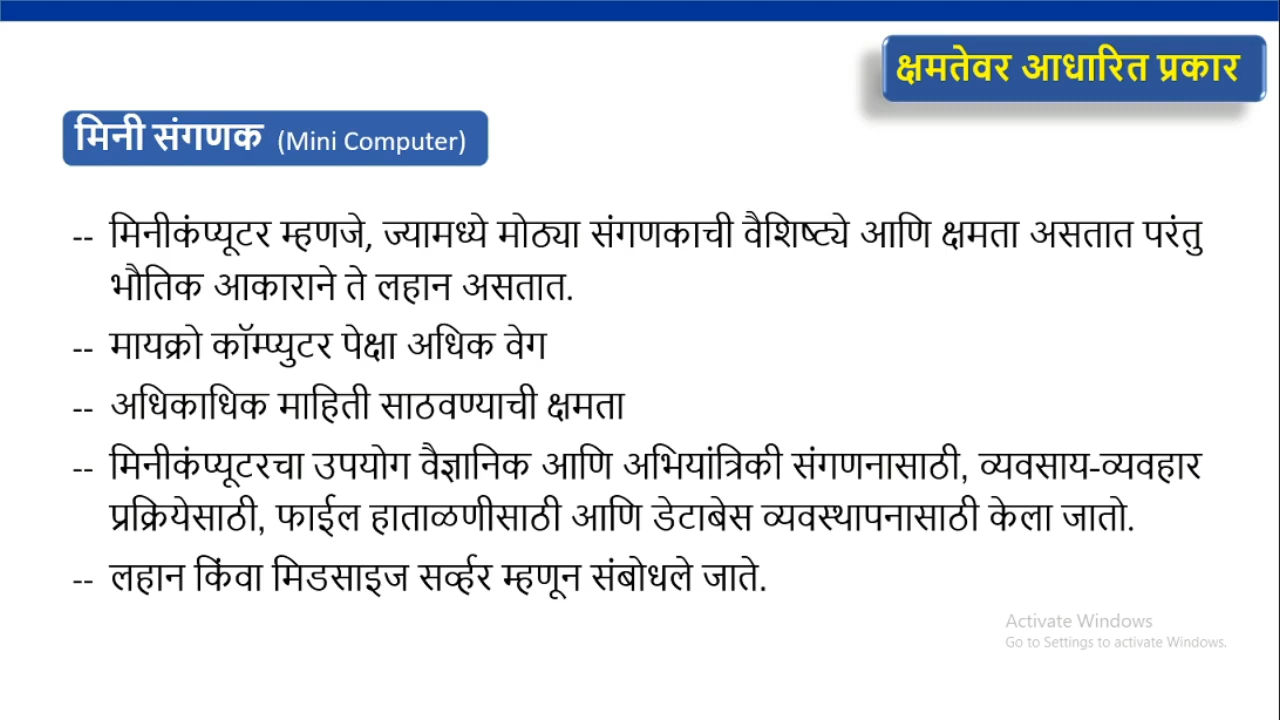 क्षमतेवर आधारित प्रकार
मिनी संगणक (Mini Computer)
-- मिनीकंप्यूटर म्हणजे, ज्यामध्ये मोठ्या संगणकाची वैशिष्ट्ये आणि क्षमता असतात परंतु
भौतिक आकाराने ते लहान असतात.
-- मायक्रो कॉम्प्युटर पेक्षा अधिक वेग
-- अधिकाधिक माहिती साठवण्याची क्षमता
-- मिनीकंप्यूटरचा उपयोग वैज्ञानिक आणि अभियांत्रिकी संगणनासाठी, व्यवसाय-व्यवहार
प्रक्रियेसाठी, फाईल हाताळणीसाठी आणि डेटाबेस व्यवस्थापनासाठी केला जातो.
-- लहान किंवा मिडसाइज सर्व्हर म्हणून संबोधले जाते.
Activate Windows
Go to Settings to activate Windows.